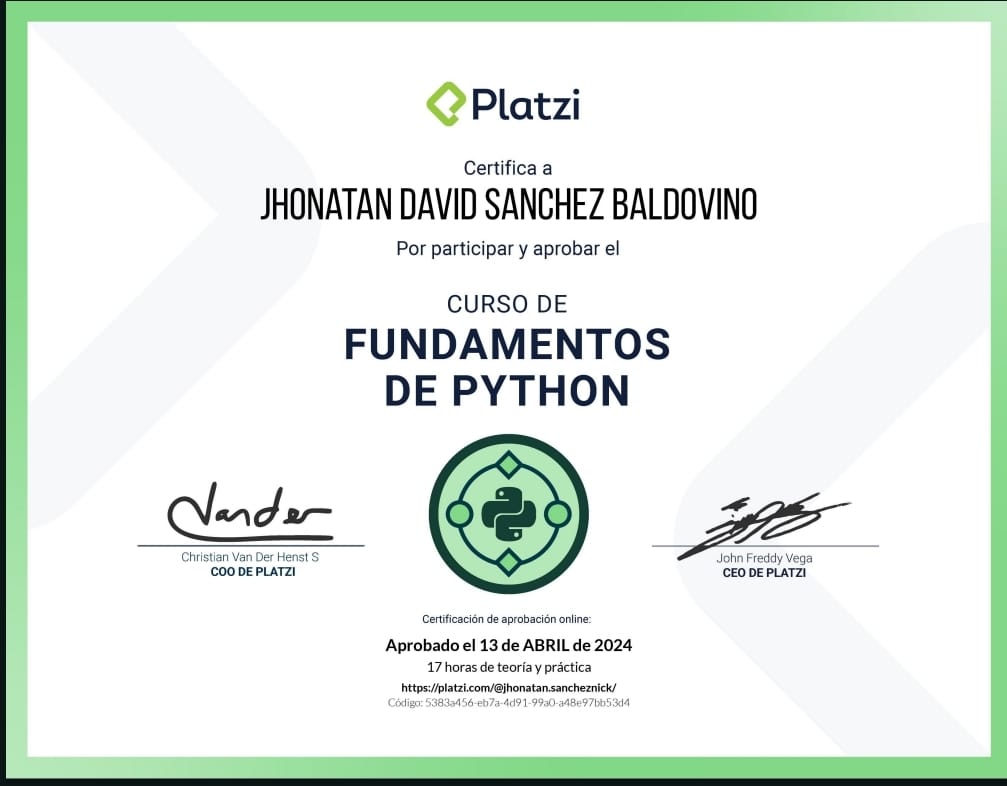 Platzi
Certifica a
JHONATAN DAVID SANCHEZ BALDOVINO
Por participar y aprobar el
CURSO DE
FUNDAMENTOS
DE PYTHON
Vander
Christian Van Der Henst S
COO DE PLATZI
John Freddy Vega
CEO DE PLATZI
Certificación de aprobación online:
Aprobado el 13 de ABRIL de 2024
17 horas de teoría y práctica
https://platzi.com/@jhonatan.sancheznick/
Código: 5383a456-eb7a-4d91-99a0-a48e97bb53d4